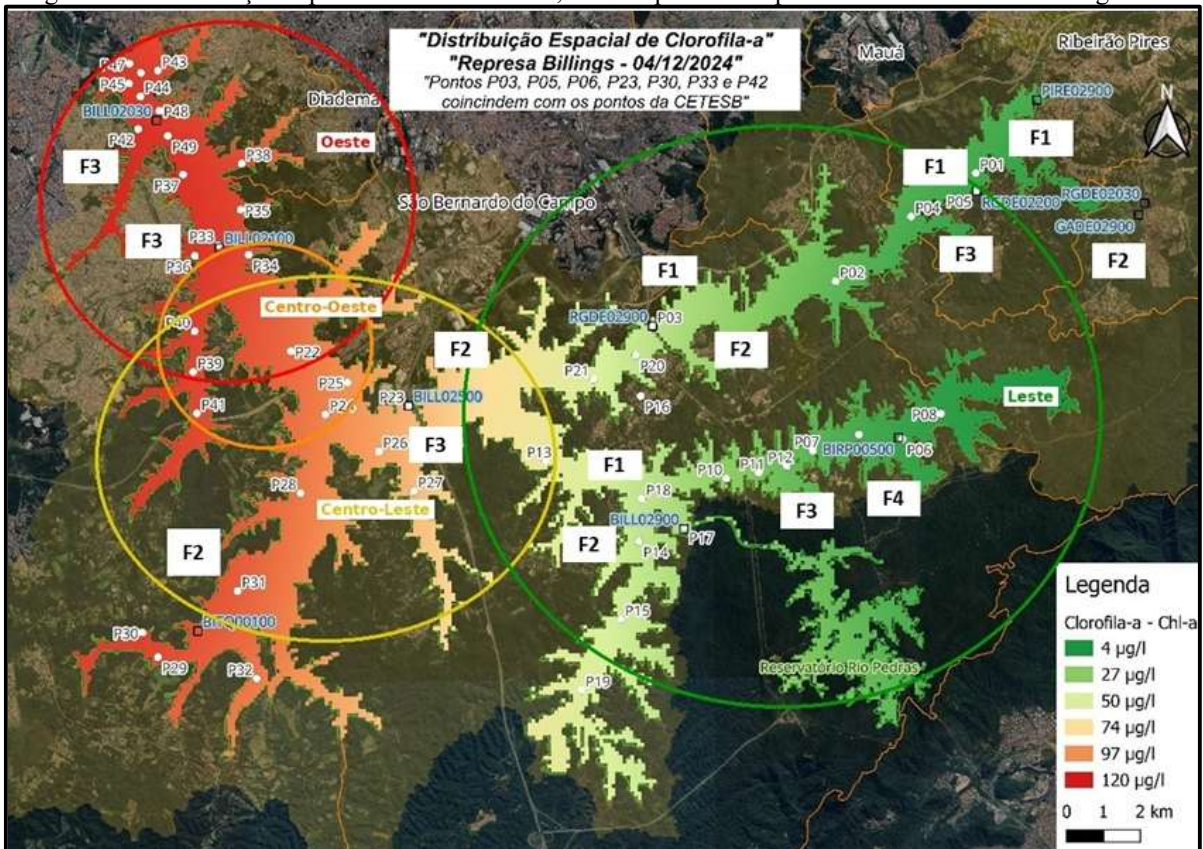 "Distribuição Espacial de Clorofila-a"
"Represa Billings - 04/12/2024"
"Pontos P03, P05, P06, P23, P30, P33 e P42
coincidem com os pontos da CETESB"
Mauá
Ribeirão Pires
Diadema
São Bernardo do Campo
N
P47
P43
P45
P44
BILL02030
P48
P42
P49
Oeste
F3
P38
P37
P35
F3
P33
BILL02100
P36
P34
PIRE02900
F1
F1
P01
RGDE02030
P04
P05
RGDE02200
GADE02900
F3
F2
P02
F1
Centro-Oeste
P40
P22
P39
P25
P41
P23
BILL02500
F2
RGDE02900
P03
P20
F2
P21
P16
Leste
P08
P26
F3
P13
F1
P07
BIRP00500
P06
P10
P11
P12
P28
P27
P18
F3
F4
Centro-Leste
BILL02900
P17
F2
F2
P14
P31
P15
P30
P29
P32
P19
Reservatório Rio Pedras
Legenda
Clorofila-a - Chl-a
4 µg/l
27 µg/l
50 µg/l
74 µg/l
97 µg/l
120 µg/l
0 1 2 km